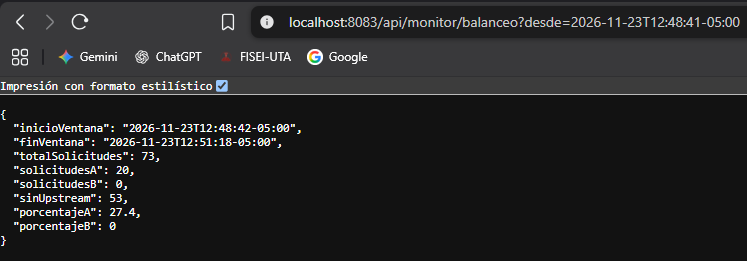 localhost:8083/api/monitor/balanceo?desde=2026-11-23T12:48:41-05:00
Gemini ChatGPT FISEI-UTA Google
Impresión con formato estilístico
{
"inicioVentana": "2026-11-23T12:48:42-05:00",
"finVentana": "2026-11-23T12:51:18-05:00",
"totalSolicitudes": 73,
"solicitudesA": 20,
"solicitudesB": 0,
"sinUpstream": 53,
"porcentajeA": 27.4,
"porcentajeB": 0
}